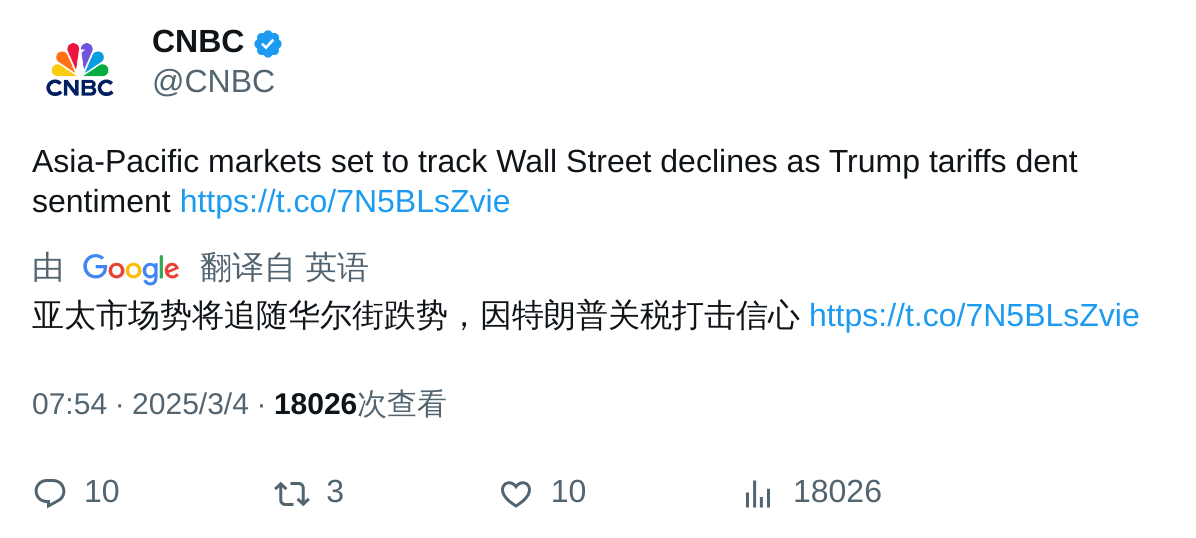 CNBC
CNBC
@CNBC
Asia-Pacific markets set to track Wall Street declines as Trump tariffs dent
sentiment https://t.co/7N5BLsZvie
由 Google 翻译自 英语
亚太市场势将追随华尔街跌势，因特朗普关税打击信心 https://t.co/7N5BLsZvie
07:54 · 2025/3/4 · 18026次查看
10 3 10 18026